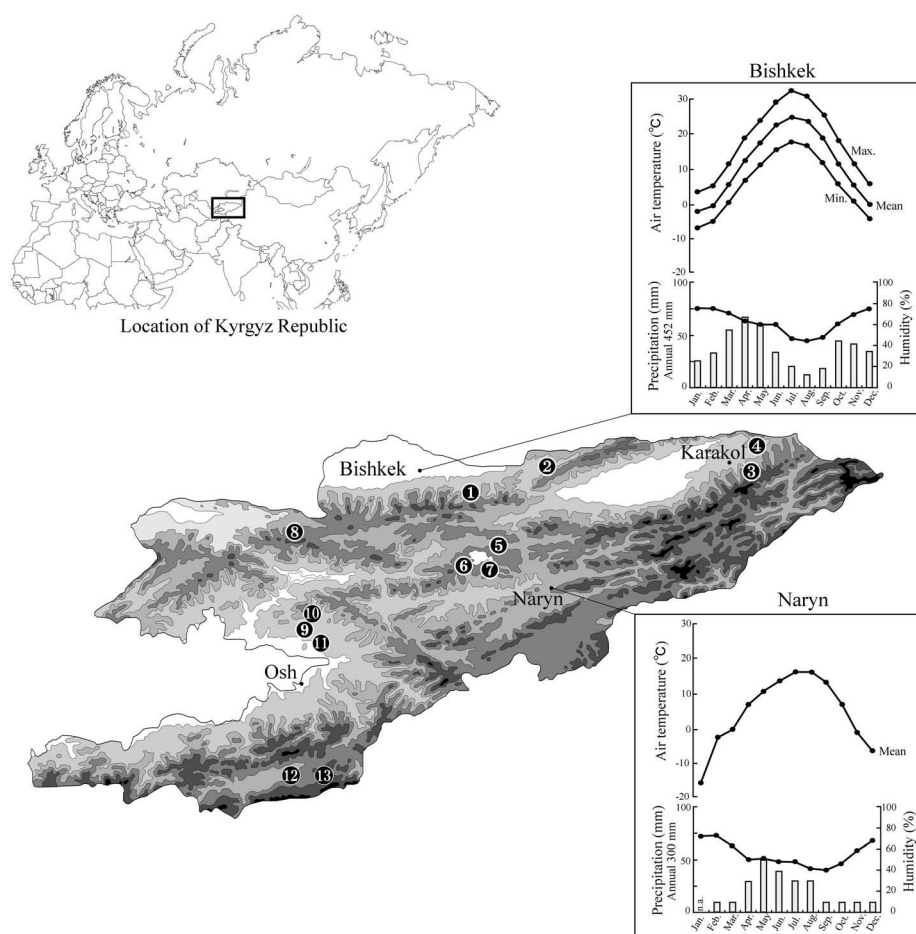 Location of Kyrgyz Republic
Bishkek
Air temperature (℃)
30
20
10
0
-10
-20
Max.
Mean
Min.
Precipitation (mm)
Annual 452 mm
100
50
Humidity (%)
100
80
60
40
20
0
Jan.
Feb.
Mar.
Apr.
May
Jun.
Jul.
Aug.
Sep.
Oct.
Nov.
Dec.
Bishkek
Karakol
Naryn
Osh
1
2
3
4
5
6
7
8
9
10
11
12
13
Naryn
Air temperature (℃)
30
20
10
0
-10
-20
Mean
Precipitation (mm)
Annual 300 mm
100
50
Humidity (%)
100
80
60
40
20
0
n.a.
Jan.
Feb.
Mar.
Apr.
May
Jun.
Jul.
Aug.
Sep.
Oct.
Nov.
Dec.